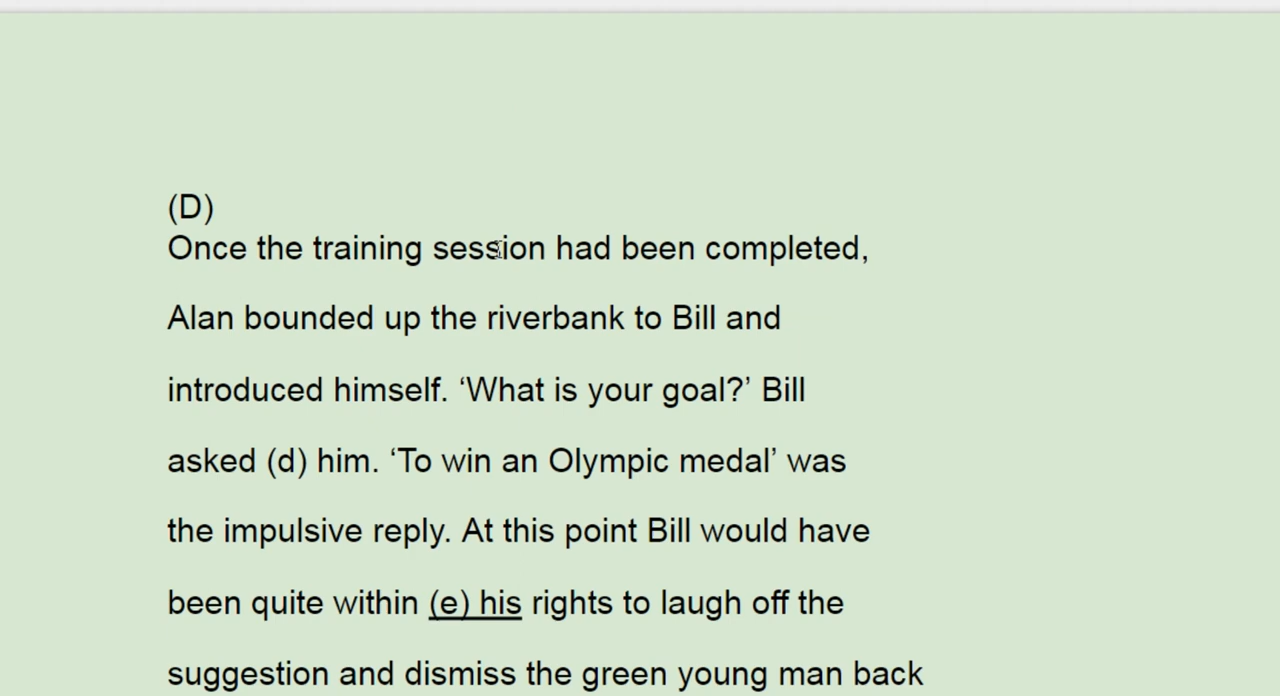 (D)
Once the training session had been completed,
Alan bounded up the riverbank to Bill and
introduced himself. ‘What is your goal?’ Bill
asked (d) him. ‘To win an Olympic medal’ was
the impulsive reply. At this point Bill would have
been quite within (e) his rights to laugh off the
suggestion and dismiss the green young man back